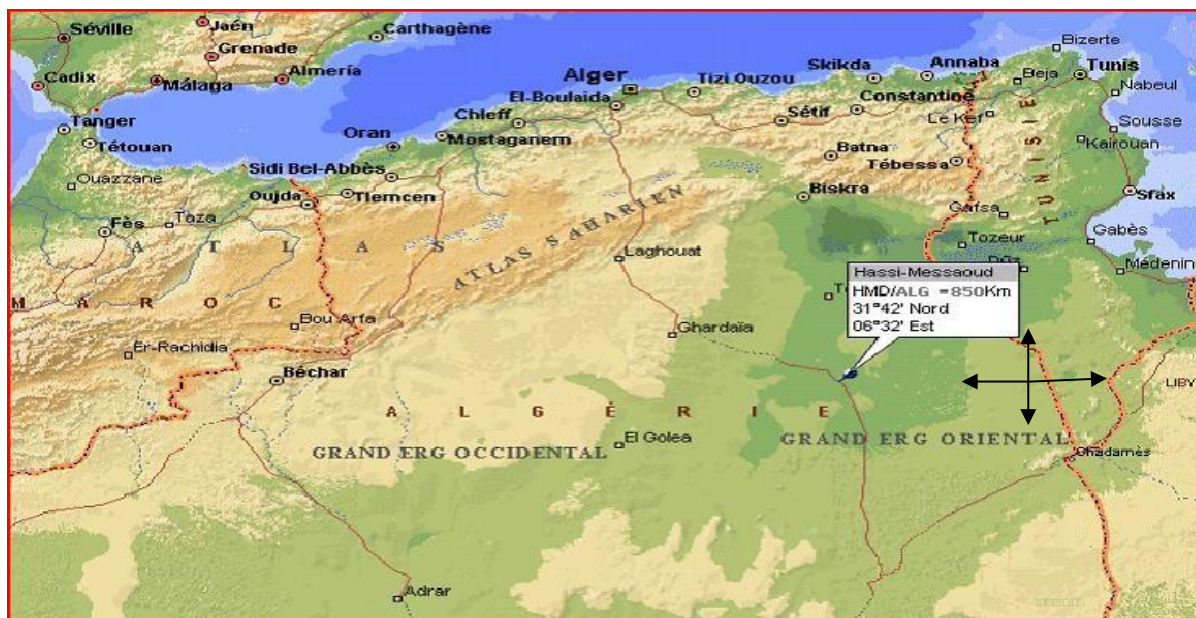 Séville
Jaén
Carthagène
Grenade
Cadix
Málaga
Almería
Bizerte
Alger
Tizi Ouzou
Skikda
Annaba
Beja
Tunis
Nabeul
El-Boulaida
Chleff
Sétif
Constantine
Le Kef
Sousse
Tanger
Oran
Mostaganem
Kairouan
Tétouan
Batna
Tébessa
TUNISIE
Sidi Bel-Abbès
Ouazzane
Oujda
Tlemcen
Biskra
Sfax
Fès
Taza
Gafsa
ATLAS
ATLAS SAHARIEN
Laghouat
Tozeur
Gabès
Médenin
Hassi-Messaoud
HMD/ALG =850Km
31°42' Nord
06°32' Est
MAROC
Bou Arfa
Ghardaïa
Er-Rachidia
Béchar
LIBY
ALGÉRIE
GRAND ERG OCCIDENTAL
El Golea
GRAND ERG ORIENTAL
Ghadamès
Adrar